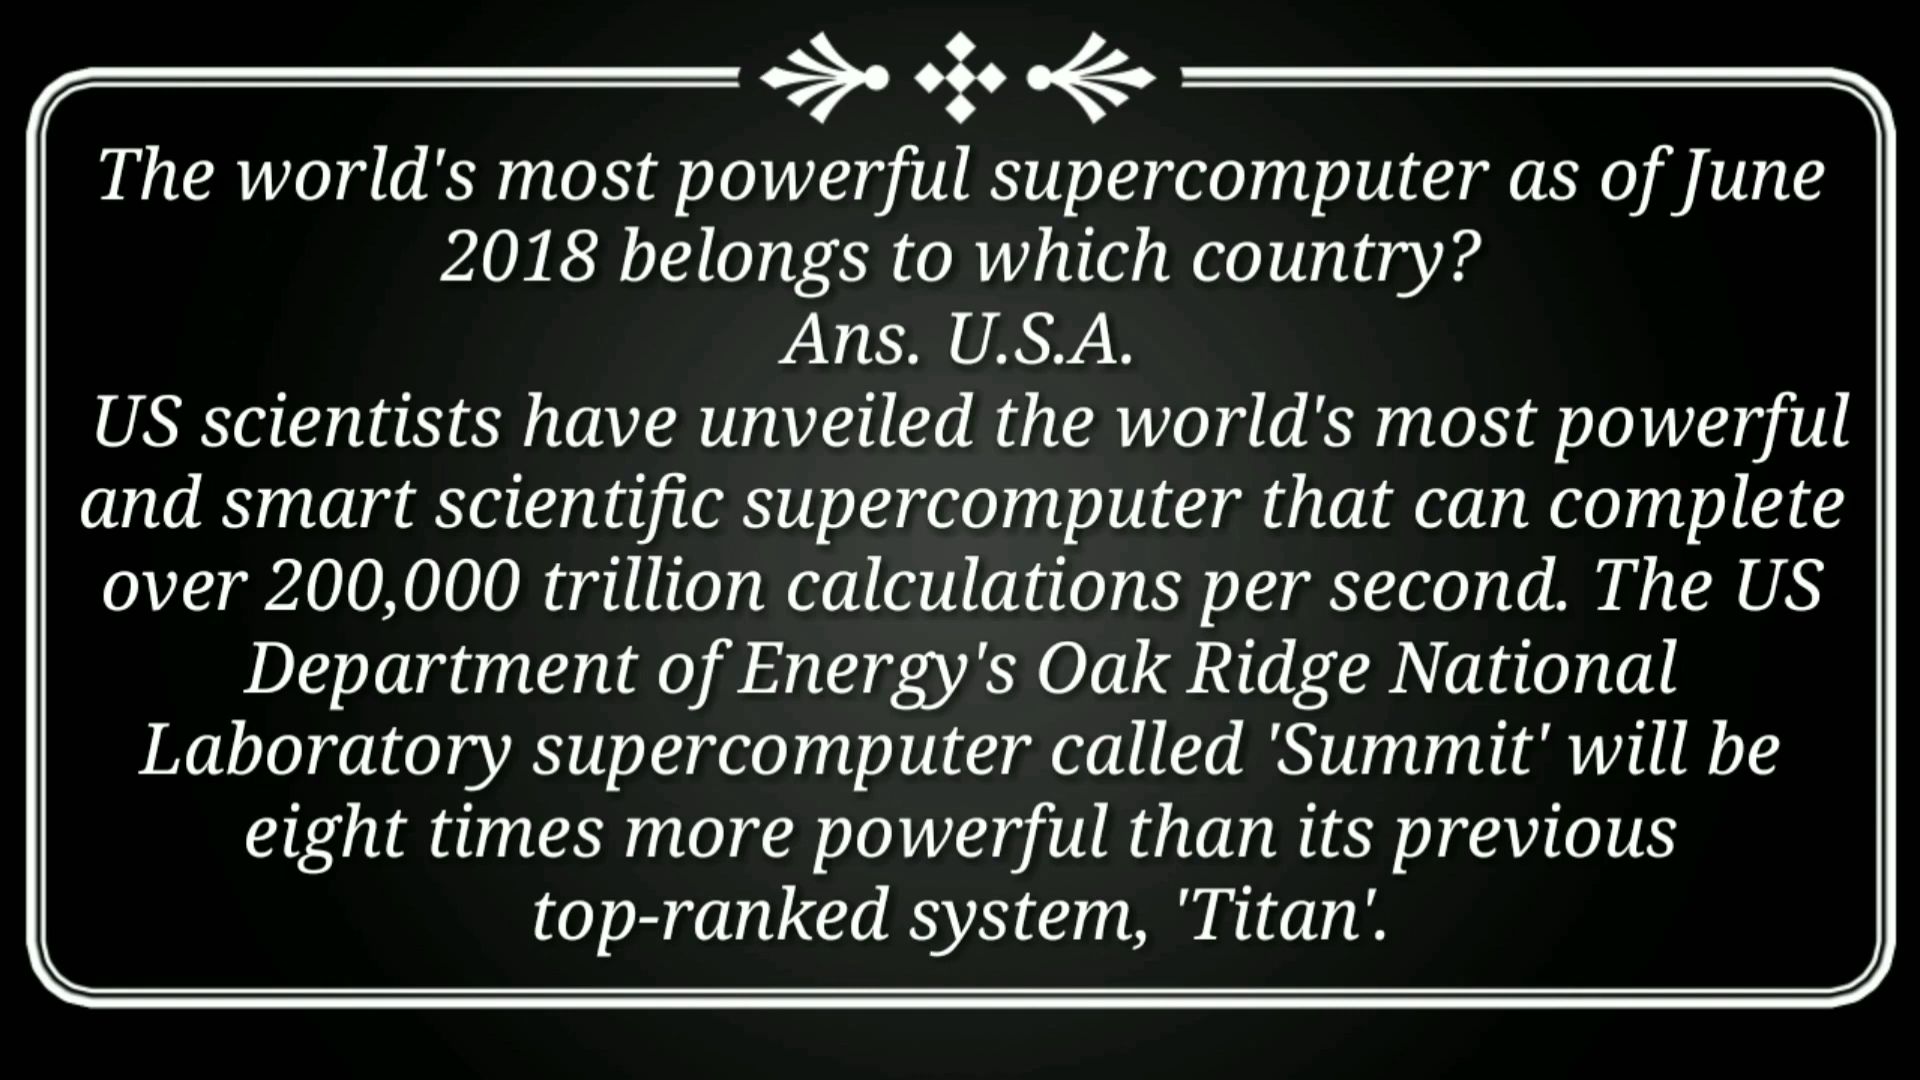 The world's most powerful supercomputer as of June
2018 belongs to which country?
Ans. U.S.A.
US scientists have unveiled the world's most powerful
and smart scientific supercomputer that can complete
over 200,000 trillion calculations per second. The US
Department of Energy's Oak Ridge National
Laboratory supercomputer called 'Summit' will be
eight times more powerful than its previous
top-ranked system, 'Titan'.